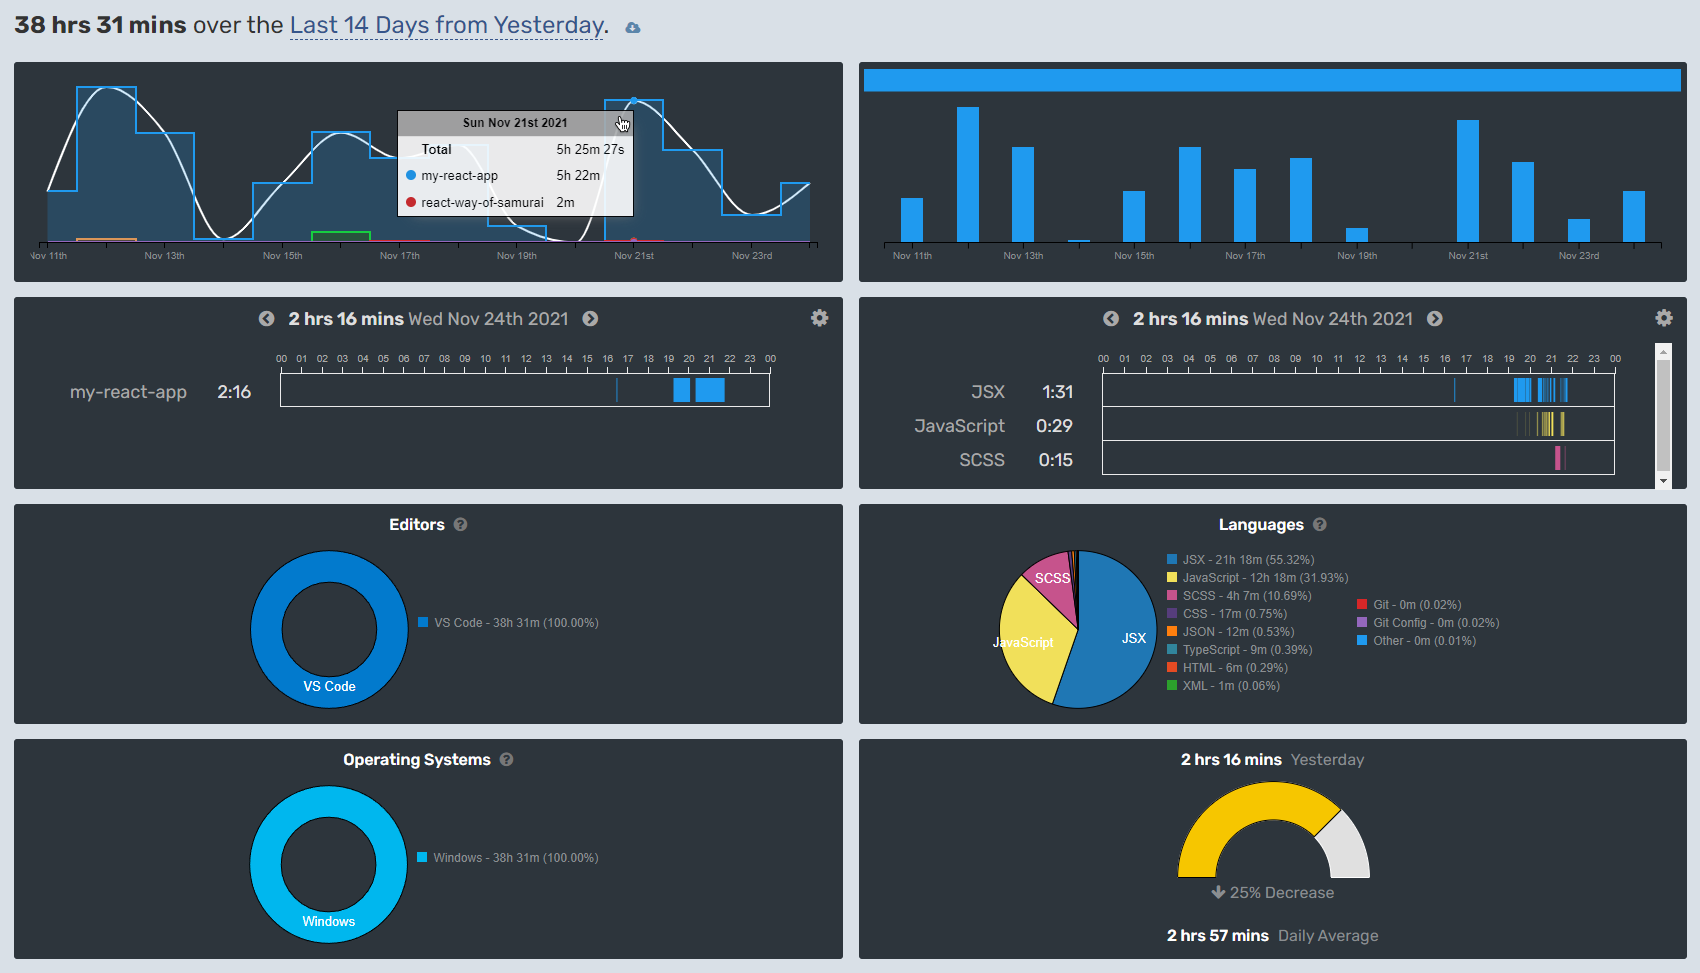 38 hrs 31 mins over the Last 14 Days from Yesterday.
Sun Nov 21st 2021
Total 5h 25m 27s
my-react-app 5h 22m
react-way-of-samurai 2m
Nov 11th Nov 13th Nov 15th Nov 17th Nov 19th Nov 21st Nov 23rd
Nov 11th Nov 13th Nov 15th Nov 17th Nov 19th Nov 21st Nov 23rd
2 hrs 16 mins Wed Nov 24th 2021
00 01 02 03 04 05 06 07 08 09 10 11 12 13 14 15 16 17 18 19 20 21 22 23 00
my-react-app 2:16
2 hrs 16 mins Wed Nov 24th 2021
00 01 02 03 04 05 06 07 08 09 10 11 12 13 14 15 16 17 18 19 20 21 22 23 00
JSX 1:31
JavaScript 0:29
SCSS 0:15
Editors ?
VS Code - 38h 31m (100.00%)
VS Code
Languages ?
SCSS
JavaScript
JSX
JSX - 21h 18m (55.32%)
JavaScript - 12h 18m (31.93%)
SCSS - 4h 7m (10.69%)
CSS - 17m (0.75%)
JSON - 12m (0.53%)
TypeScript - 9m (0.39%)
HTML - 6m (0.29%)
XML - 1m (0.06%)
Git - 0m (0.02%)
Git Config - 0m (0.02%)
Other - 0m (0.01%)
Operating Systems ?
Windows - 38h 31m (100.00%)
Windows
2 hrs 16 mins Yesterday
25% Decrease
2 hrs 57 mins Daily Average